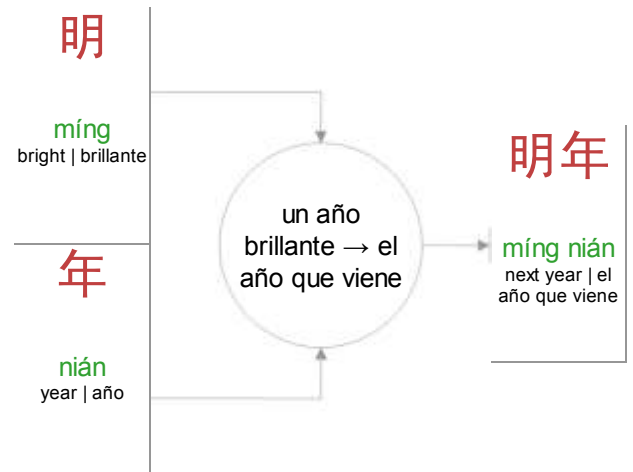 明
míng
bright | brillante
年
nián
year | año
un año
brillante → el
año que viene
明年
míng nián
next year | el
año que viene